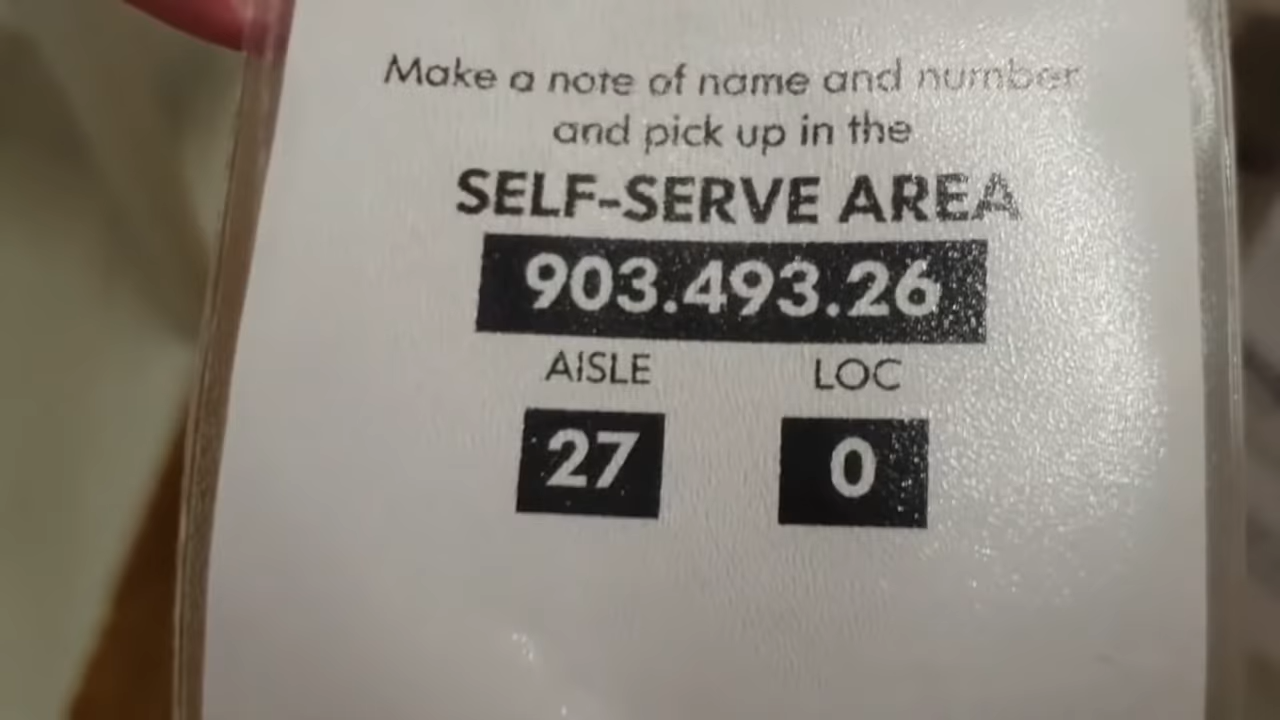 Make a note of name and number
and pick up in the
SELF-SERVE AREA
903.493.26
AISLE LOC
27 0